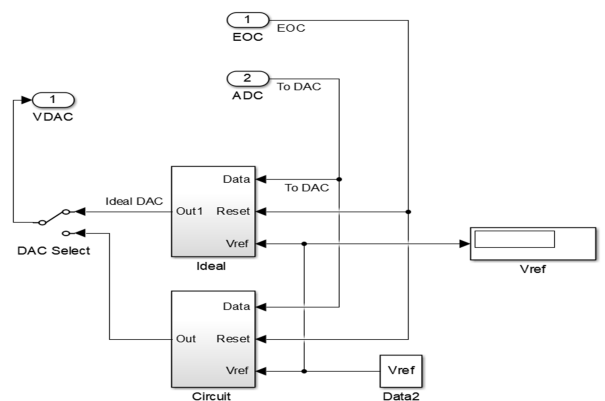 1
EOC
EOC
2
To DAC
ADC
1
VDAC
Data
To DAC
Ideal DAC
Out1
Reset
DAC Select
Vref
Ideal
Vref
Data
Out
Reset
Vref
Vref
Circuit
Data2